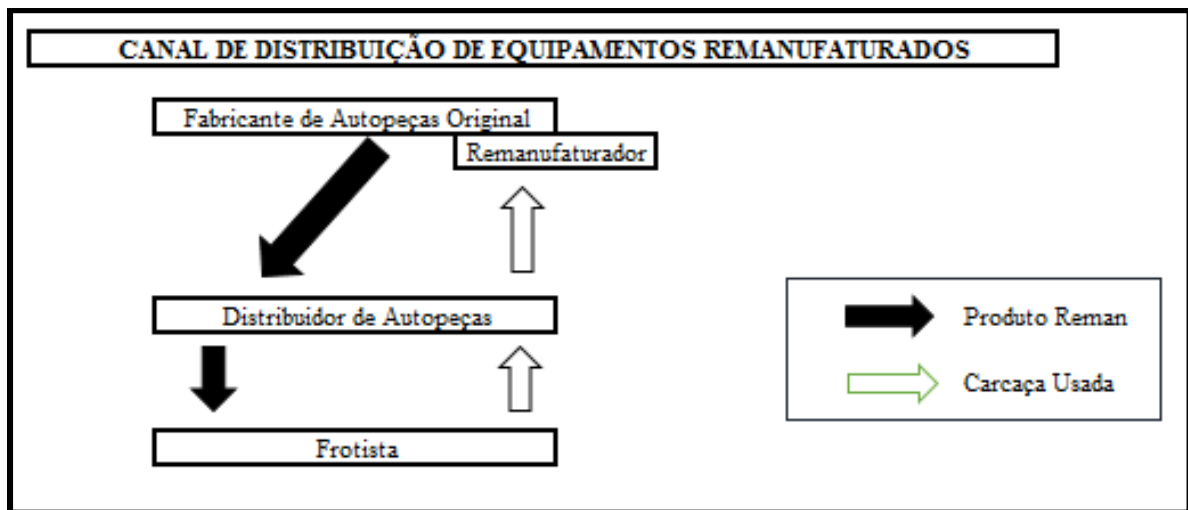 CANAL DE DISTRIBUIÇÃO DE EQUIPAMENTOS REMANUFATURADOS
Fabricante de Autopeças Original
Remanufaturador
Distribuidor de Autopeças
Frotista
Produto Reman
Carcaça Usada